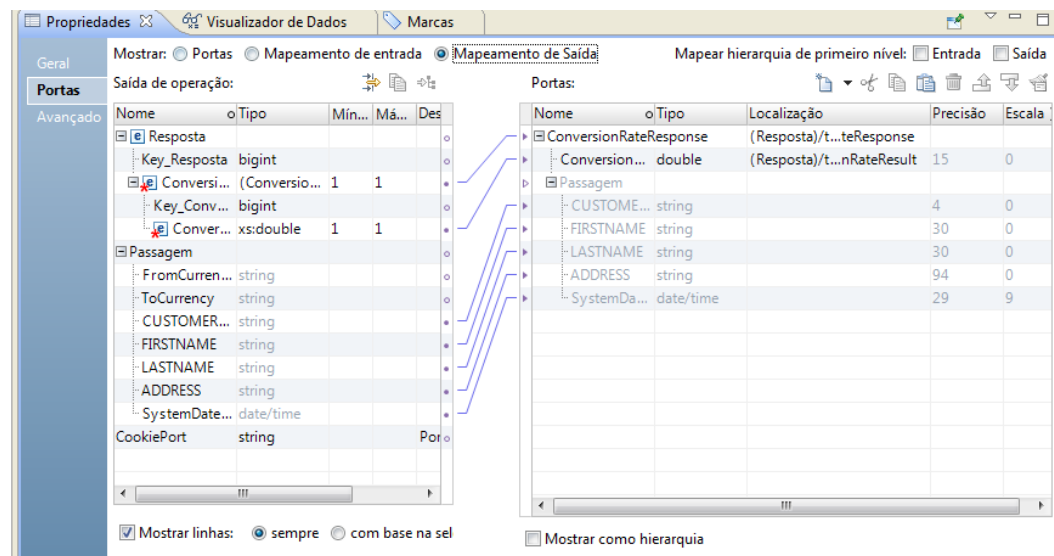 Propriedades Visualizador de Dados Marcas
Geral
Portas
Avançado
Mostrar: Portas Mapeamento de entrada Mapeamento de Saída Mapear hierarquia de primeiro nível: Entrada Saída
Saída de operação:
Nome Tipo Mín... Má... Des
Resposta
Key_Resposta bigint
Conversi... (Conversio... 1 1
Key_Conv... bigint
Conver... xs:double 1 1
Passagem
FromCurren... string
ToCurrency string
CUSTOMER... string
FIRSTNAME string
LASTNAME string
ADDRESS string
SystemDate... date/time
CookiePort string Por
Mostrar linhas: sempre com base na sel
Portas:
Nome Tipo Localização Precisão Escala
ConversionRateResponse (Resposta)/t...teResponse
Conversion... double (Resposta)/t...nRateResult 15 0
Passagem
CUSTOME... string 4 0
FIRSTNAME string 30 0
LASTNAME string 30 0
ADDRESS string 94 0
SystemDa... date/time 29 9
Mostrar como hierarquia